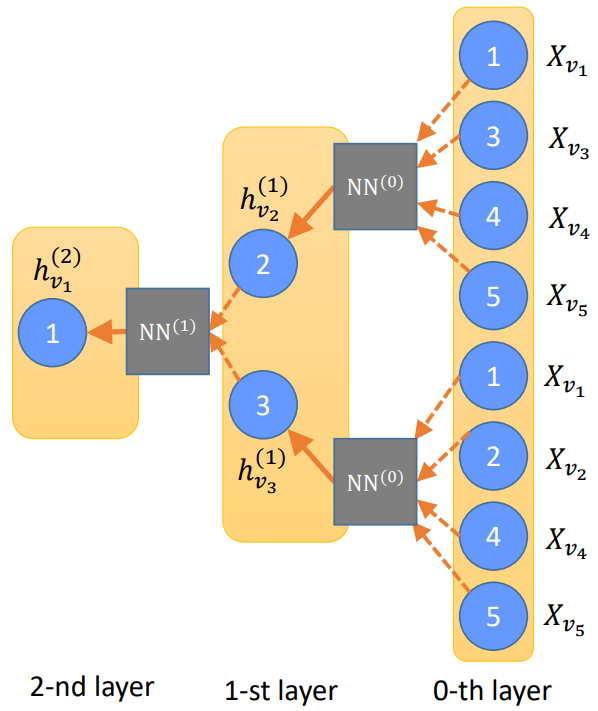 1 X_{v_1}
3 X_{v_3}
NN^{(0)}
h_{v_2}^{(1)}
4 X_{v_4}
2
h_{v_1}^{(2)}
5 X_{v_5}
1
NN^{(1)}
1 X_{v_1}
3
2 X_{v_2}
h_{v_3}^{(1)}
NN^{(0)}
4 X_{v_4}
5 X_{v_5}
2-nd layer 1-st layer 0-th layer